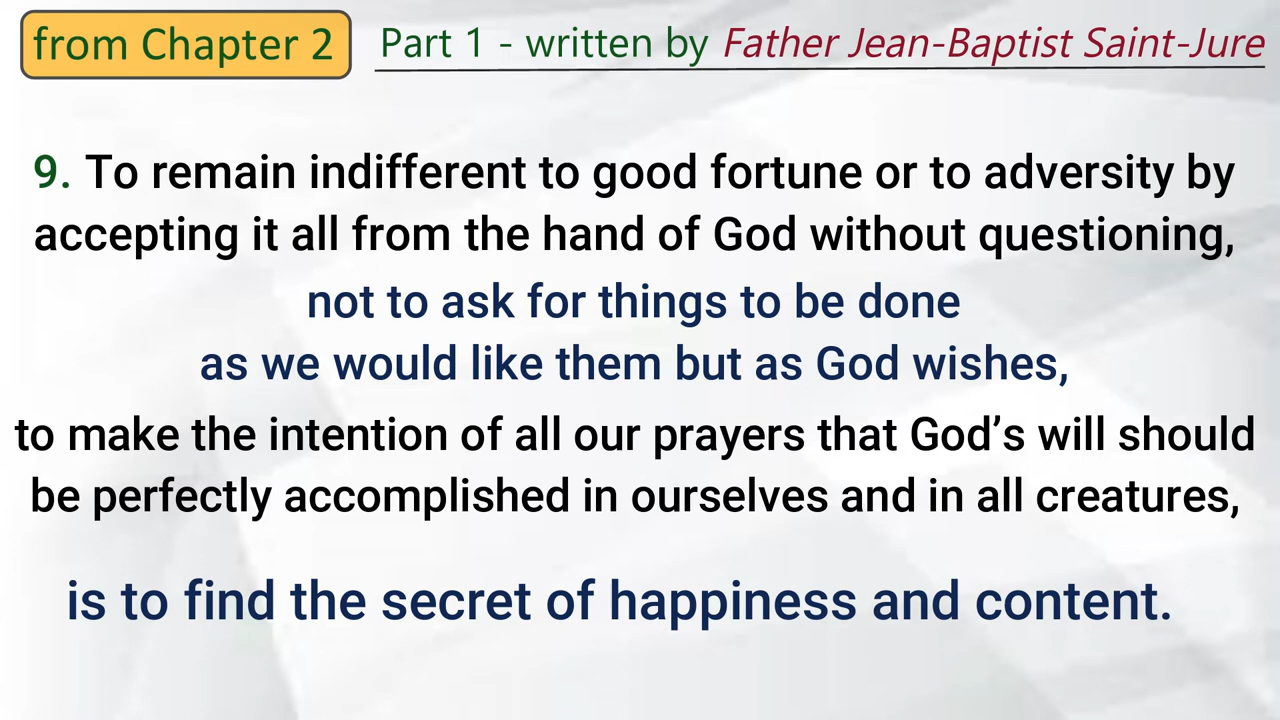 from Chapter 2 Part 1 - written by Father Jean-Baptist Saint-Jure
9. To remain indifferent to good fortune or to adversity by
accepting it all from the hand of God without questioning,
not to ask for things to be done
as we would like them but as God wishes,
to make the intention of all our prayers that God’s will should
be perfectly accomplished in ourselves and in all creatures,
is to find the secret of happiness and content.